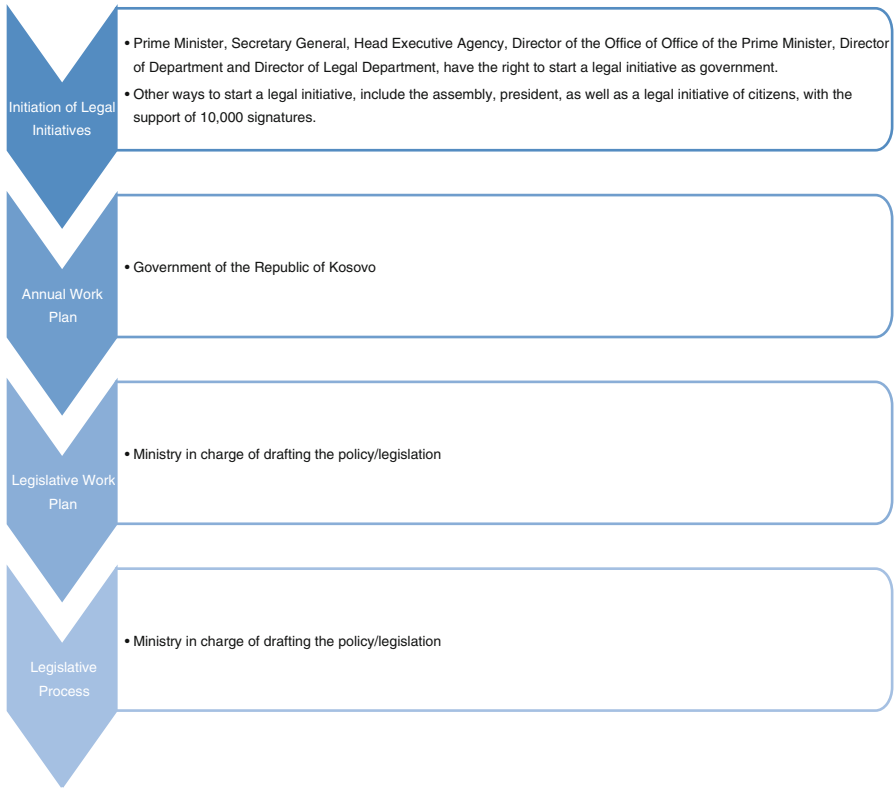 Initiation of Legal
Initiatives
• Prime Minister, Secretary General, Head Executive Agency, Director of the Office of Office of the Prime Minister, Director
of Department and Director of Legal Department, have the right to start a legal initiative as government.
• Other ways to start a legal initiative, include the assembly, president, as well as a legal initiative of citizens, with the
support of 10,000 signatures.
Annual Work
Plan
• Government of the Republic of Kosovo
Legislative Work
Plan
• Ministry in charge of drafting the policy/legislation
Legislative
Process
• Ministry in charge of drafting the policy/legislation